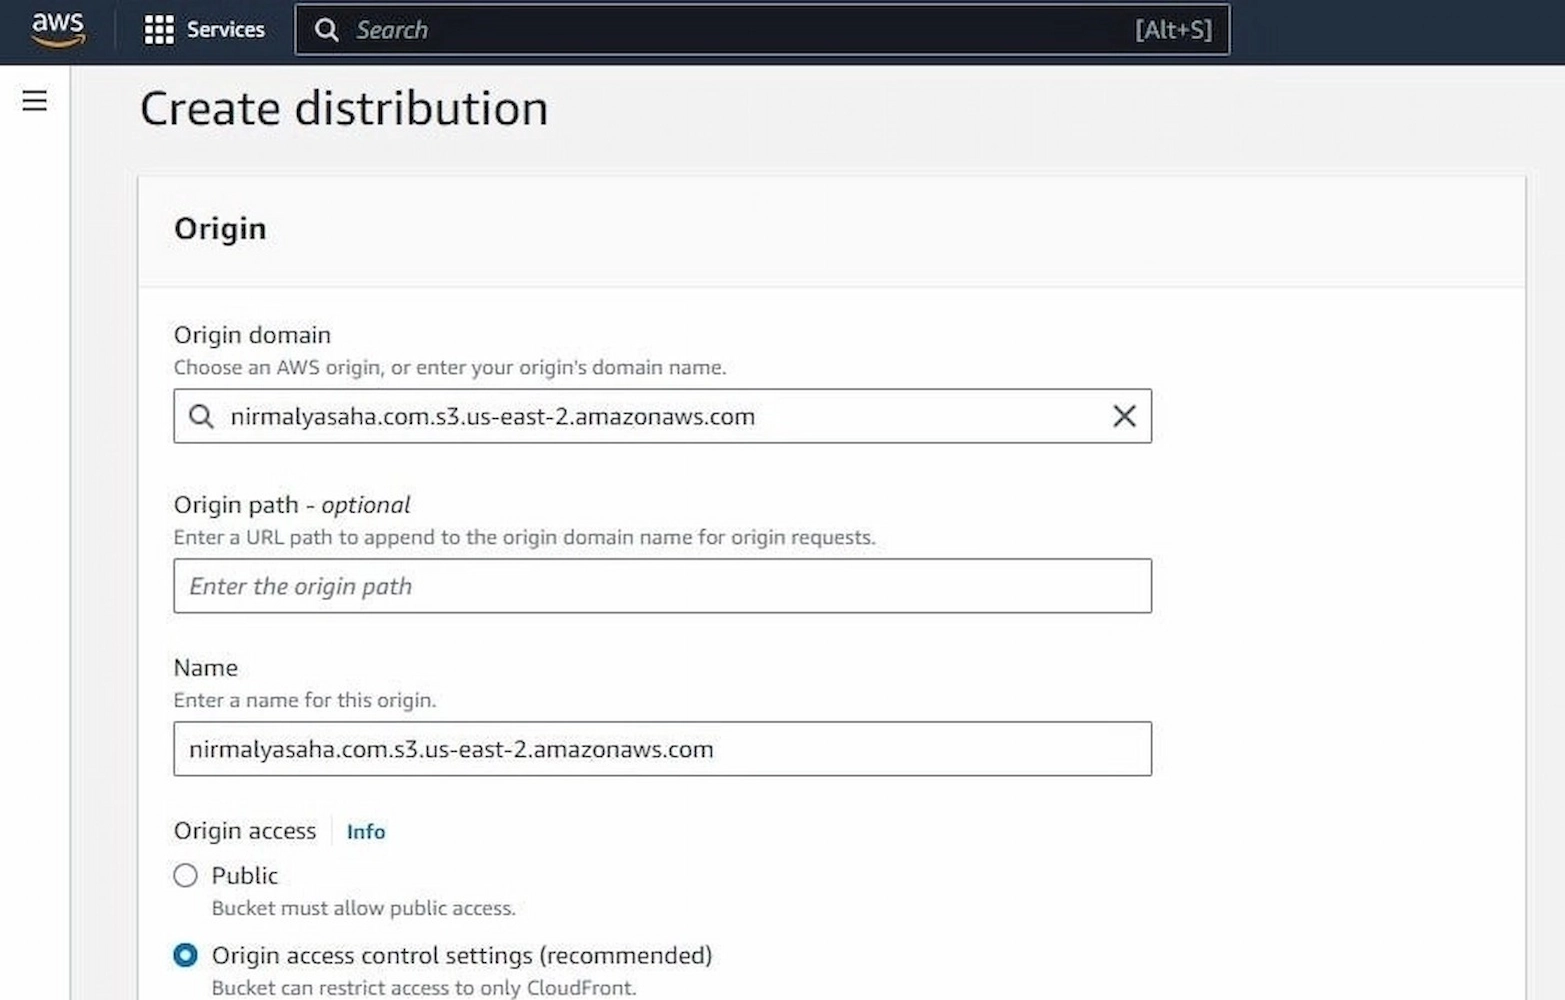 aws Services Search [Alt+S]
Create distribution
Origin
Origin domain
Choose an AWS origin, or enter your origin's domain name.
nirmalyasaha.com.s3.us-east-2.amazonaws.com
Origin path - optional
Enter a URL path to append to the origin domain name for origin requests.
Enter the origin path
Name
Enter a name for this origin.
nirmalyasaha.com.s3.us-east-2.amazonaws.com
Origin access Info
Public
Bucket must allow public access.
Origin access control settings (recommended)
Bucket can restrict access to only CloudFront.